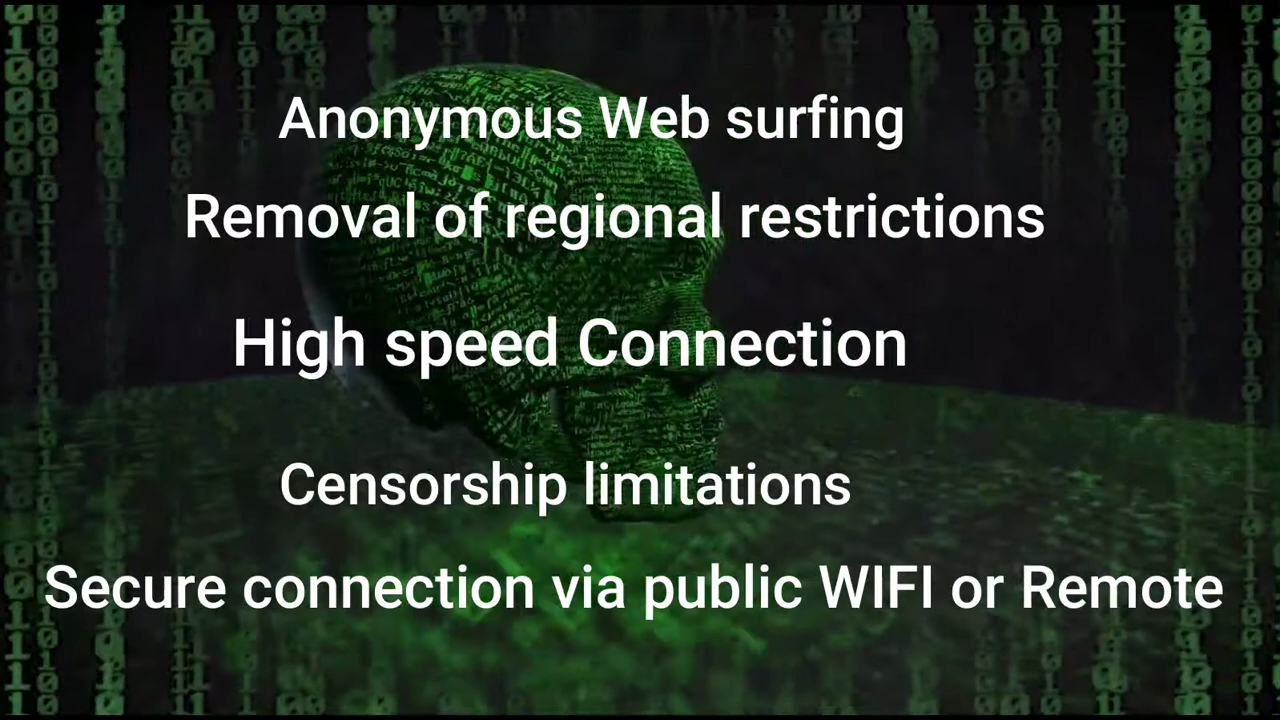 Anonymous Web surfing
Removal of regional restrictions
High speed Connection
Censorship limitations
Secure connection via public WIFI or Remote